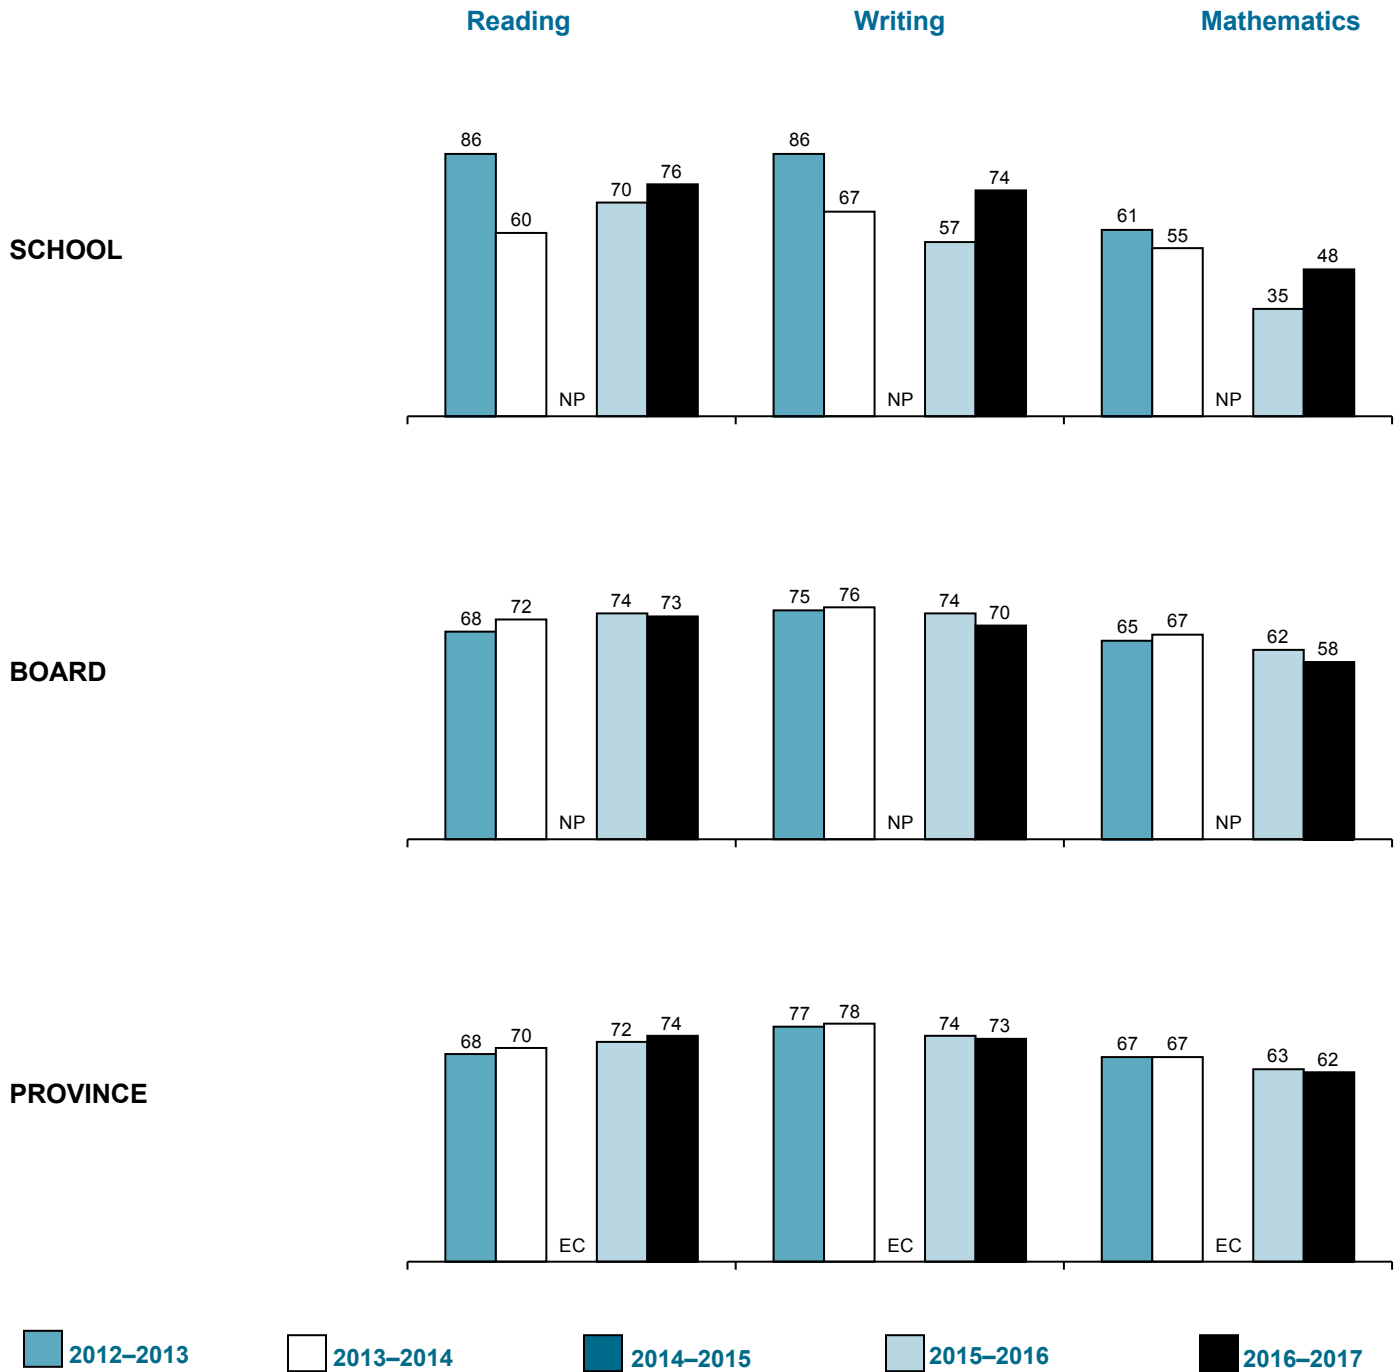 Reading Writing Mathematics
SCHOOL
86 60 NP 70 76 86 67 NP 57 74 61 55 NP 35 48
BOARD
68 72 NP 74 73 75 76 NP 74 70 65 67 NP 62 58
PROVINCE
68 70 EC 72 74 77 78 EC 74 73 67 67 EC 63 62
2012–2013 2013–2014 2014–2015 2015–2016 2016–2017